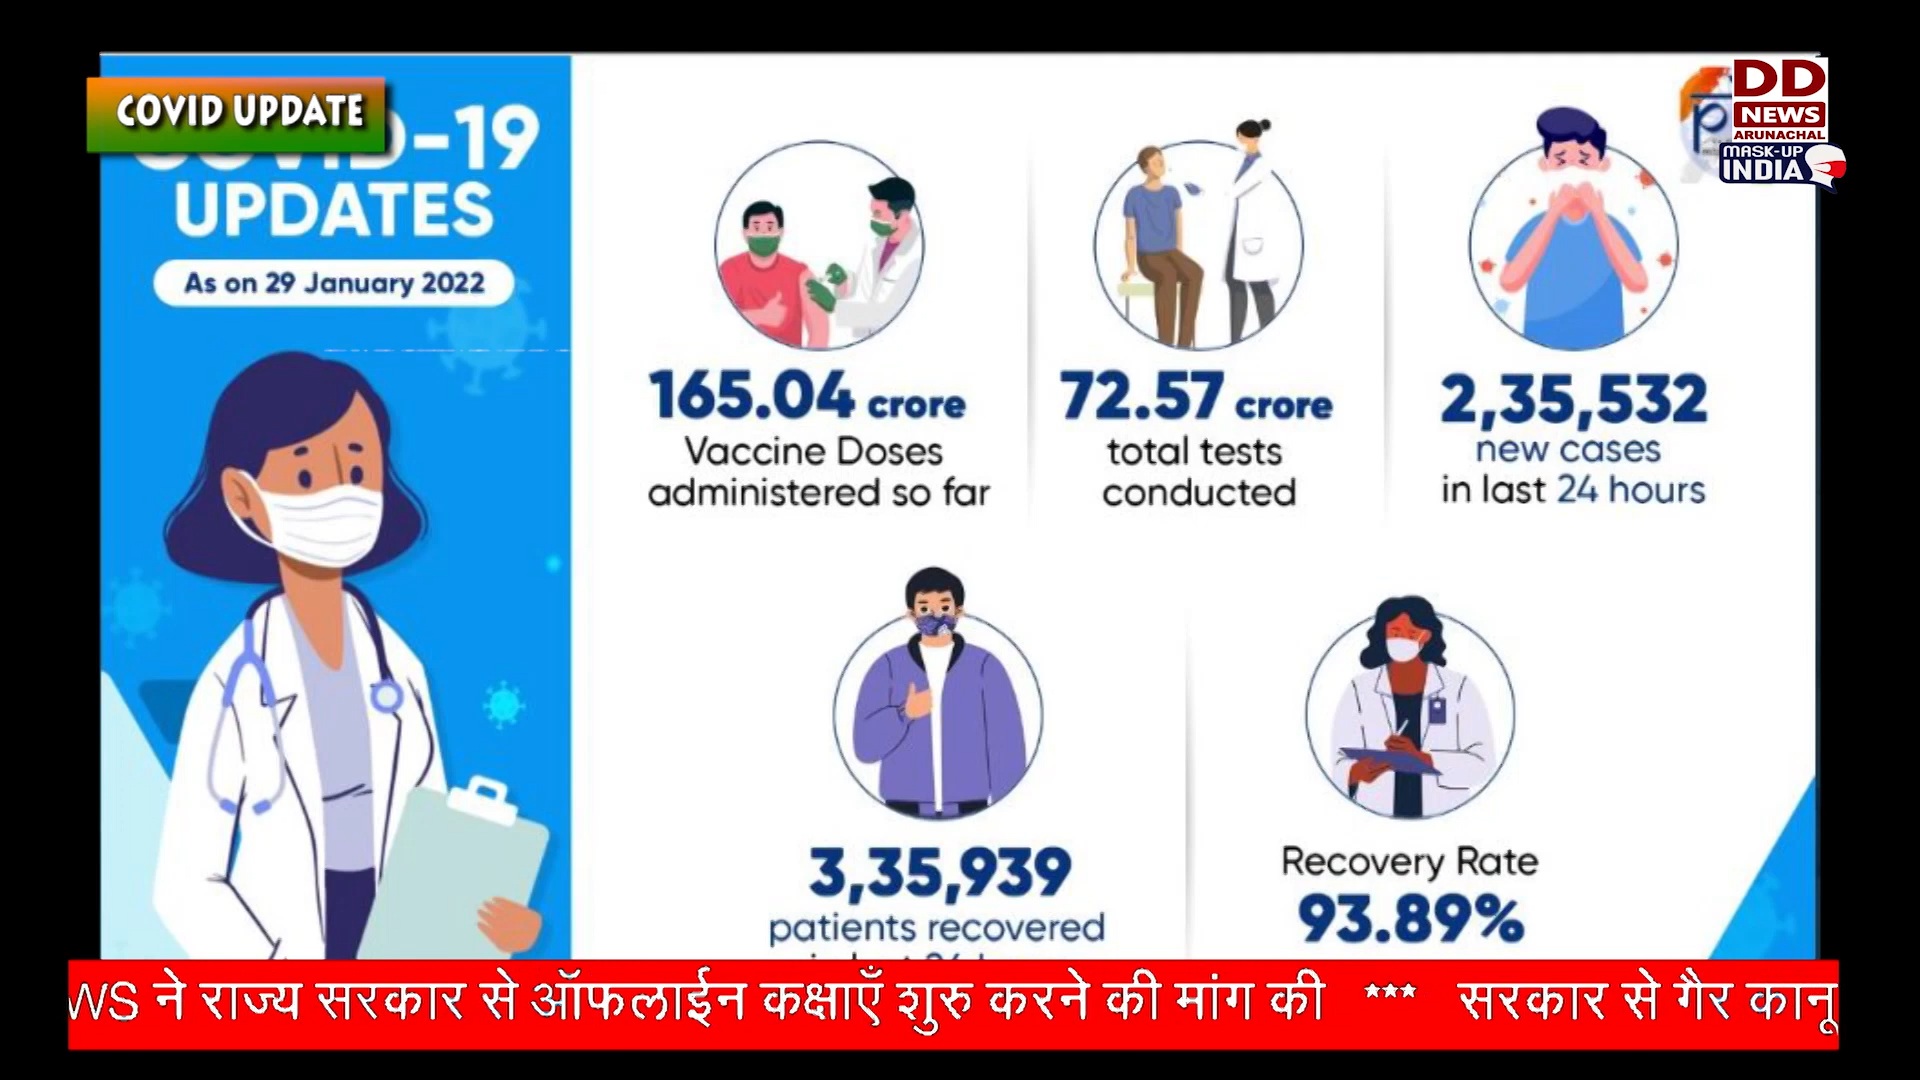 COVID UPDATE
-19
UPDATES
As on 29 January 2022
DD
NEWS
ARUNACHAL
MASK-UP
INDIA
165.04 crore
Vaccine Doses
administered so far
72.57 crore
total tests
conducted
2,35,532
new cases
in last 24 hours
3,35,939
patients recovered
Recovery Rate
93.89%
WS ने राज्य सरकार से ऑफलाईन कक्षाएँ शुरु करने की मांग की *** सरकार से गैर कानू